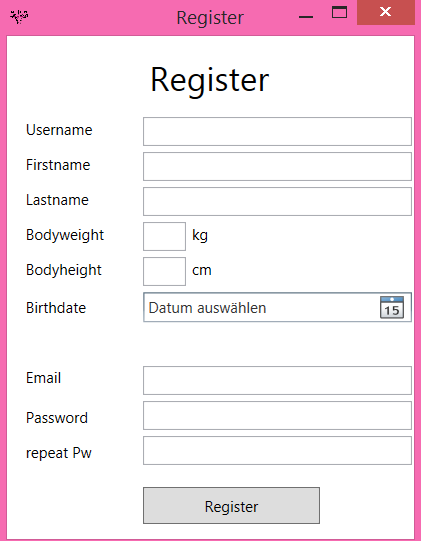 Register
Register
Username
Firstname
Lastname
Bodyweight kg
Bodyheight cm
Birthdate Datum auswählen 15
Email
Password
repeat Pw
Register